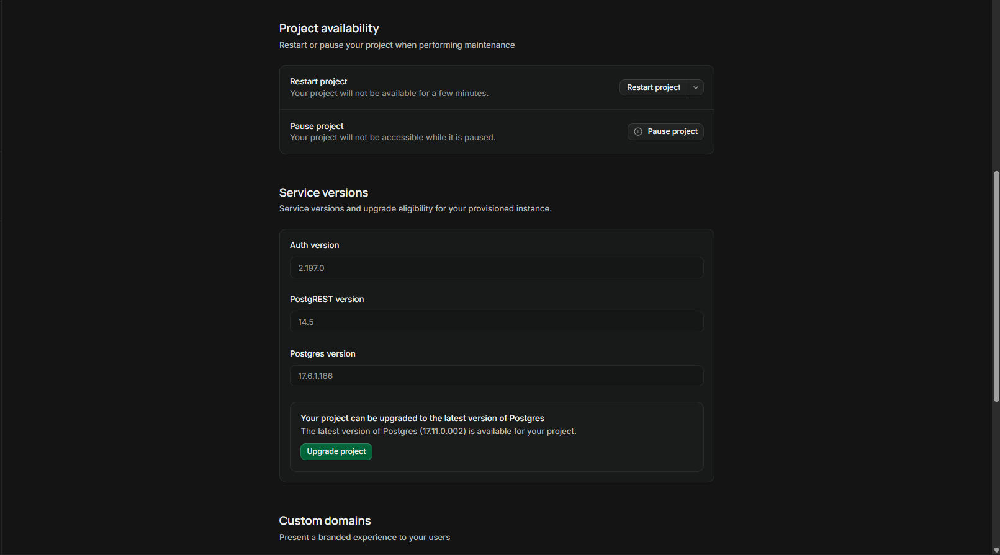 Project availability
Restart or pause your project when performing maintenance
Restart project
Your project will not be available for a few minutes.
Restart project
Pause project
Your project will not be accessible while it is paused.
Pause project
Service versions
Service versions and upgrade eligibility for your provisioned instance.
Auth version
2.197.0
PostgREST version
14.5
Postgres version
17.6.1.166
Your project can be upgraded to the latest version of Postgres
The latest version of Postgres (17.11.0.002) is available for your project.
Upgrade project
Custom domains
Present a branded experience to your users